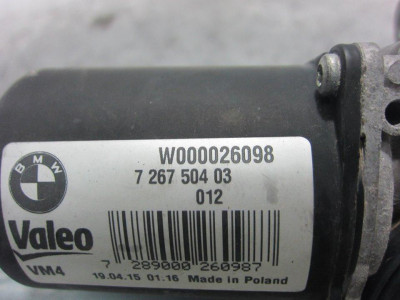 BMW
W000026098
7 267 504 03
012
Valeo
7 289000 260987
VM4
19.04.15 01.16 Made in Poland